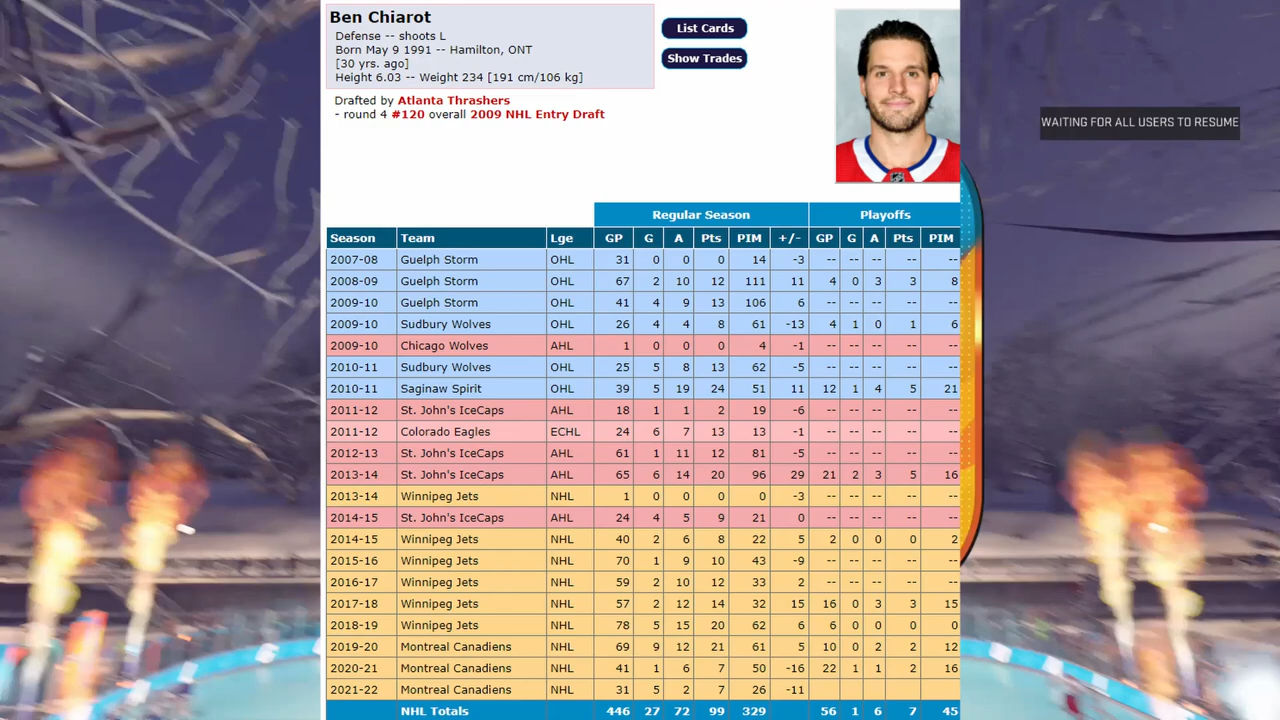 Ben Chiarot
Defense -- shoots L
Born May 9 1991 -- Hamilton, ONT
[30 yrs. ago]
Height 6.03 -- Weight 234 [191 cm/106 kg]
Drafted by Atlanta Thrashers
- round 4 #120 overall 2009 NHL Entry Draft
List Cards
Show Trades
WAITING FOR ALL USERS TO RESUME
Regular Season Playoffs
Season Team Lge GP G A Pts PIM +/- GP G A Pts PIM
2007-08 Guelph Storm OHL 31 0 0 0 14 -3 -- -- -- -- --
2008-09 Guelph Storm OHL 67 2 10 12 111 11 4 0 3 3 8
2009-10 Guelph Storm OHL 41 4 9 13 106 6 -- -- -- -- --
2009-10 Sudbury Wolves OHL 26 4 4 8 61 -13 4 1 0 1 6
2009-10 Chicago Wolves AHL 1 0 0 0 4 -1 -- -- -- -- --
2010-11 Sudbury Wolves OHL 25 5 8 13 62 -5 -- -- -- -- --
2010-11 Saginaw Spirit OHL 39 5 19 24 51 11 12 1 4 5 21
2011-12 St. John's IceCaps AHL 18 1 1 2 19 -6 -- -- -- -- --
2011-12 Colorado Eagles ECHL 24 6 7 13 13 -1 -- -- -- -- --
2012-13 St. John's IceCaps AHL 61 1 11 12 81 -5 -- -- -- -- --
2013-14 St. John's IceCaps AHL 65 6 14 20 96 29 21 2 3 5 16
2013-14 Winnipeg Jets NHL 1 0 0 0 0 -3 -- -- -- -- --
2014-15 St. John's IceCaps AHL 24 4 5 9 21 0 -- -- -- -- --
2014-15 Winnipeg Jets NHL 40 2 6 8 22 5 2 0 0 0 2
2015-16 Winnipeg Jets NHL 70 1 9 10 43 -9 -- -- -- -- --
2016-17 Winnipeg Jets NHL 59 2 10 12 33 2 -- -- -- -- --
2017-18 Winnipeg Jets NHL 57 2 12 14 32 15 16 0 3 3 15
2018-19 Winnipeg Jets NHL 78 5 15 20 62 6 6 0 0 0 0
2019-20 Montreal Canadiens NHL 69 9 12 21 61 5 10 0 2 2 12
2020-21 Montreal Canadiens NHL 41 1 6 7 50 -16 22 1 1 2 16
2021-22 Montreal Canadiens NHL 31 5 2 7 26 -11
NHL Totals 446 27 72 99 329 56 1 6 7 45